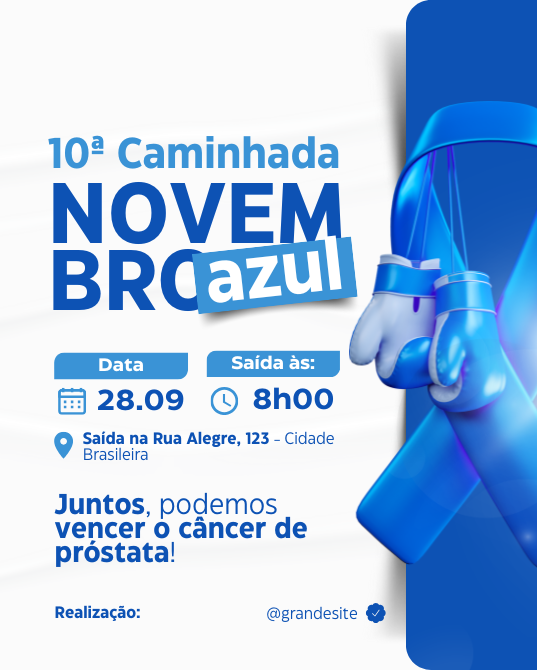 10ª Caminhada
NOVEM
BRO azul
Data
Saída às:
28.09
8h00
Saída na Rua Alegre, 123 - Cidade
Brasileira
Juntos, podemos
vencer o câncer de
próstata!
Realização:
@grandesite